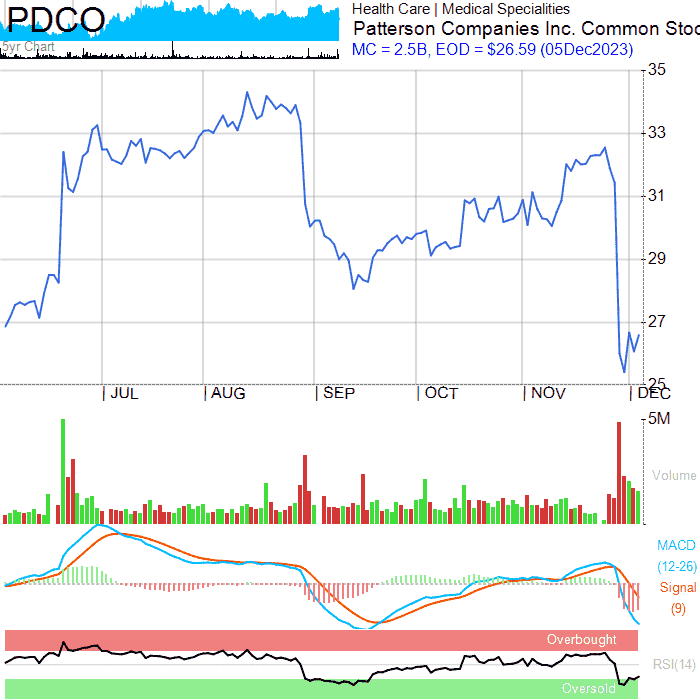 PDCO
5yr Chart
Health Care | Medical Specialities
Patterson Companies Inc. Common Stoc
MC = 2.5B, EOD = $26.59 (05Dec2023)
35
33
31
29
27
25
| JUL | AUG | SEP | OCT | NOV | DEC
5M
Volume
MACD
(12-26)
Signal
(9)
Overbought
RSI(14)
Oversold